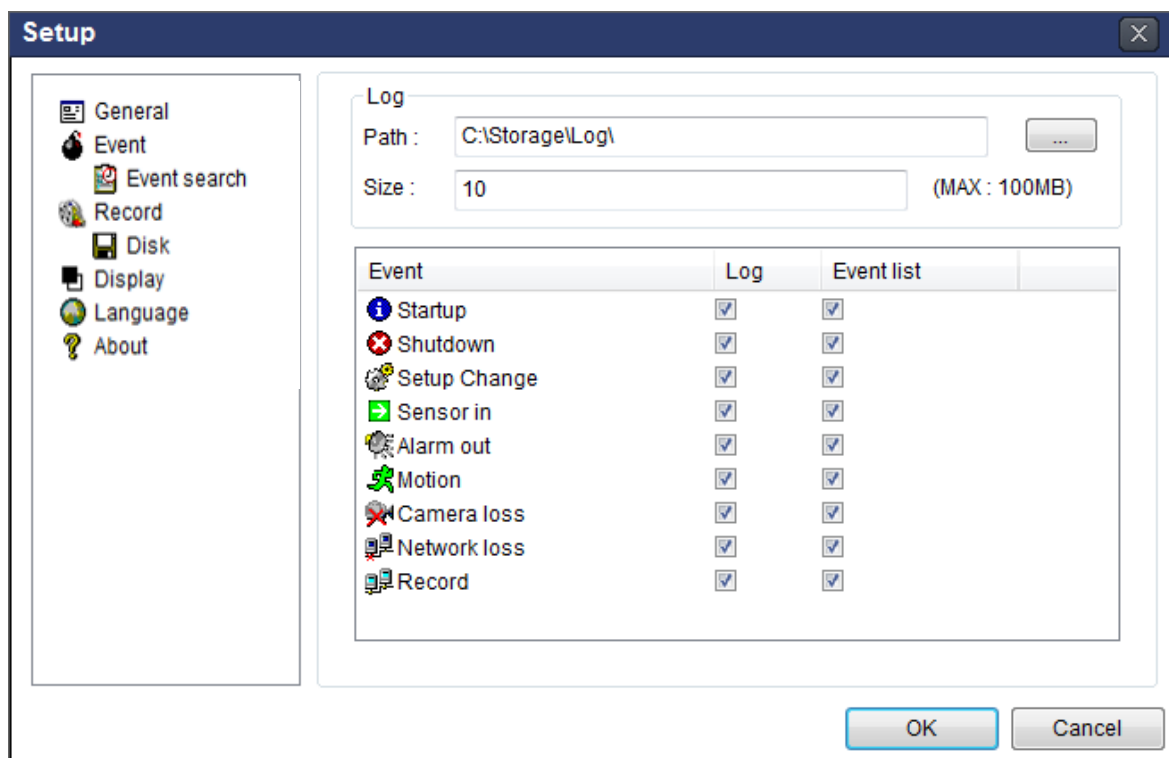 Setup
General
Event
Event search
Record
Disk
Display
Language
About
Log
Path : C:\Storage\Log\ ...
Size : 10 (MAX : 100MB)
Event Log Event list
Startup
Shutdown
Setup Change
Sensor in
Alarm out
Motion
Camera loss
Network loss
Record
OK Cancel